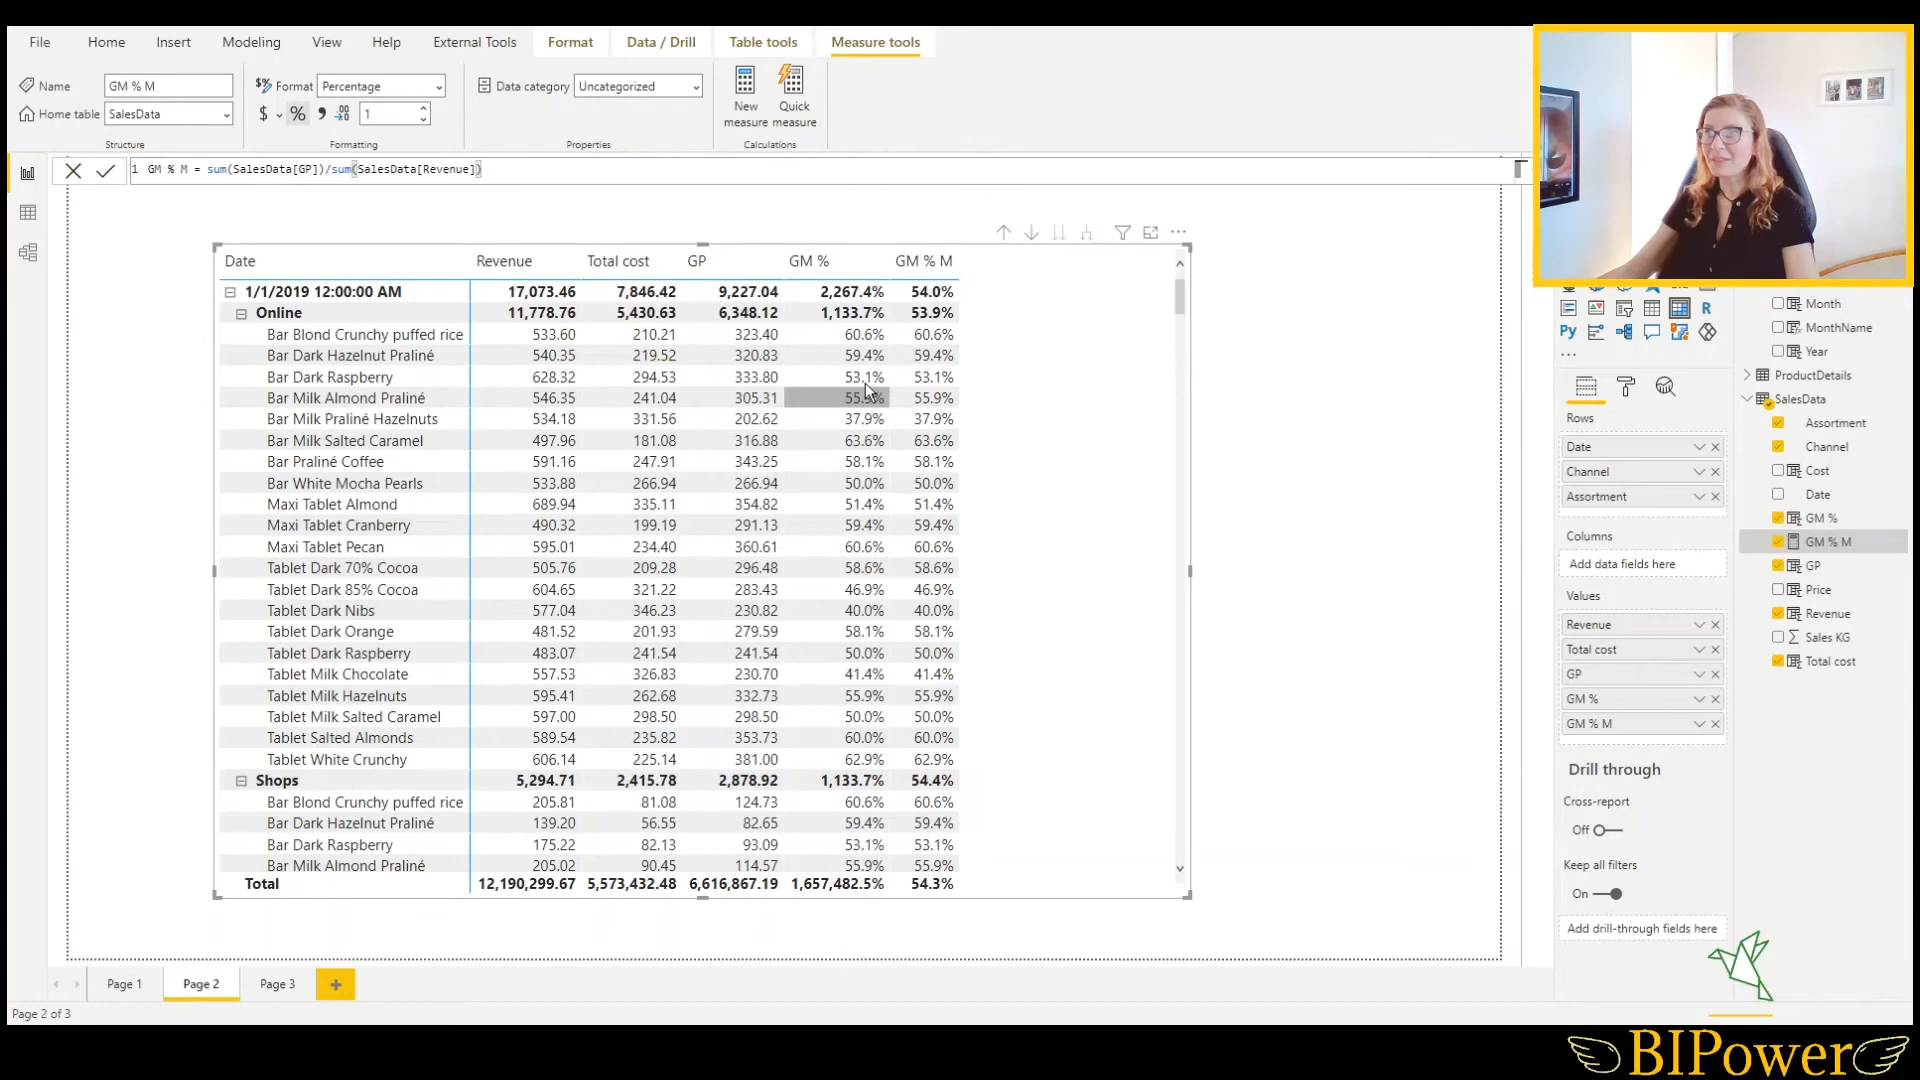 File Home Insert Modeling View Help External Tools Format Data / Drill Table tools Measure tools
Name GM % M Format Percentage Data category Uncategorized New measure Quick measure
Home table SalesData $ % 1
Structure Formatting Properties Calculations
1 GM % M = sum(SalesData[GP])/sum(SalesData[Revenue])
Date Revenue Total cost GP GM % GM % M
1/1/2019 12:00:00 AM 17,073.46 7,846.42 9,227.04 2,267.4% 54.0%
Online 11,778.76 5,430.63 6,348.12 1,133.7% 53.9%
Bar Blond Crunchy puffed rice 533.60 210.21 323.40 60.6% 60.6%
Bar Dark Hazelnut Praliné 540.35 219.52 320.83 59.4% 59.4%
Bar Dark Raspberry 628.32 294.53 333.80 53.1% 53.1%
Bar Milk Almond Praliné 546.35 241.04 305.31 55.9% 55.9%
Bar Milk Praliné Hazelnuts 534.18 331.56 202.62 37.9% 37.9%
Bar Milk Salted Caramel 497.96 181.08 316.88 63.6% 63.6%
Bar Praliné Coffee 591.16 247.91 343.25 58.1% 58.1%
Bar White Mocha Pearls 533.88 266.94 266.94 50.0% 50.0%
Maxi Tablet Almond 689.94 335.11 354.82 51.4% 51.4%
Maxi Tablet Cranberry 490.32 199.19 291.13 59.4% 59.4%
Maxi Tablet Pecan 595.01 234.40 360.61 60.6% 60.6%
Tablet Dark 70% Cocoa 505.76 209.28 296.48 58.6% 58.6%
Tablet Dark 85% Cocoa 604.65 321.22 283.43 46.9% 46.9%
Tablet Dark Nibs 577.04 346.23 230.82 40.0% 40.0%
Tablet Dark Orange 481.52 201.93 279.59 58.1% 58.1%
Tablet Dark Raspberry 483.07 241.54 241.54 50.0% 50.0%
Tablet Milk Chocolate 557.53 326.83 230.70 41.4% 41.4%
Tablet Milk Hazelnuts 595.41 262.68 332.73 55.9% 55.9%
Tablet Milk Salted Caramel 597.00 298.50 298.50 50.0% 50.0%
Tablet Salted Almonds 589.54 235.82 353.73 60.0% 60.0%
Tablet White Crunchy 606.14 225.14 381.00 62.9% 62.9%
Shops 5,294.71 2,415.78 2,878.92 1,133.7% 54.4%
Bar Blond Crunchy puffed rice 205.81 81.08 124.73 60.6% 60.6%
Bar Dark Hazelnut Praliné 139.20 56.55 82.65 59.4% 59.4%
Bar Dark Raspberry 175.22 82.13 93.09 53.1% 53.1%
Bar Milk Almond Praliné 205.02 90.45 114.57 55.9% 55.9%
Total 12,190,299.67 5,573,432.48 6,616,867.19 1,657,482.5% 54.3%
R
Py
Rows
Date
Channel
Assortment
Columns
Add data fields here
Values
Revenue
Total cost
GP
GM %
GM % M
Drill through
Cross-report
Off
Keep all filters
On
Add drill-through fields here
Month
MonthName
Year
ProductDetails
SalesData
Assortment
Channel
Cost
Date
GM %
GM % M
GP
Price
Revenue
Sales KG
Total cost
Page 1 Page 2 Page 3
Page 2 of 3
BIPower